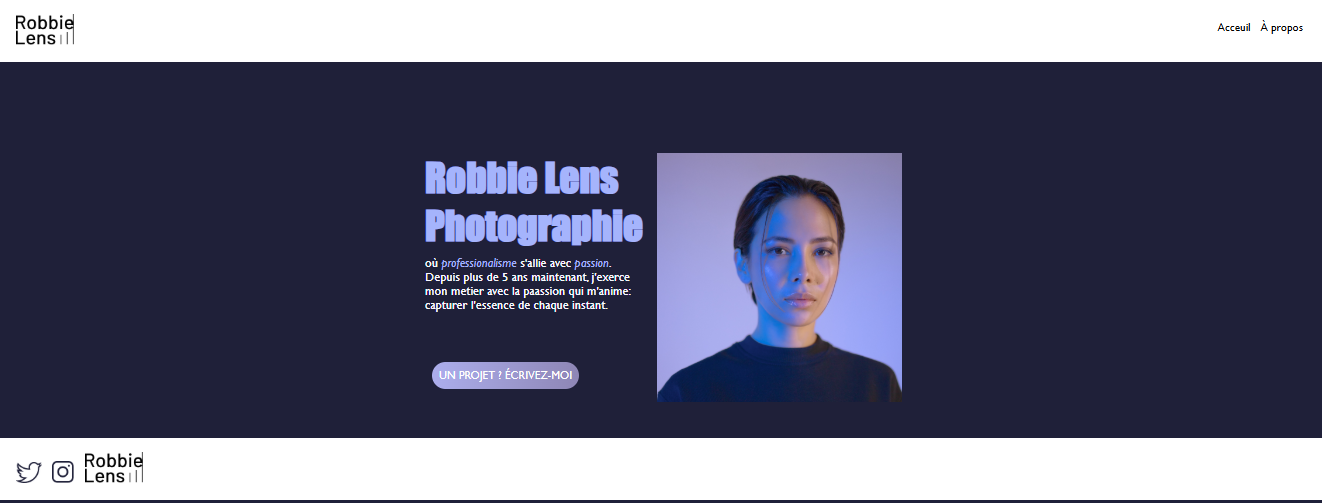 Robbie
Lens
Acceuil À propos
Robbie Lens
Photographie
où professionalisme s'allie avec passion.
Depuis plus de 5 ans maintenant, j'exerce
mon metier avec la paassion qui m'anime:
capturer l'essence de chaque instant.
UN PROJET ? ÉCRIVEZ-MOI
Robbie
Lens